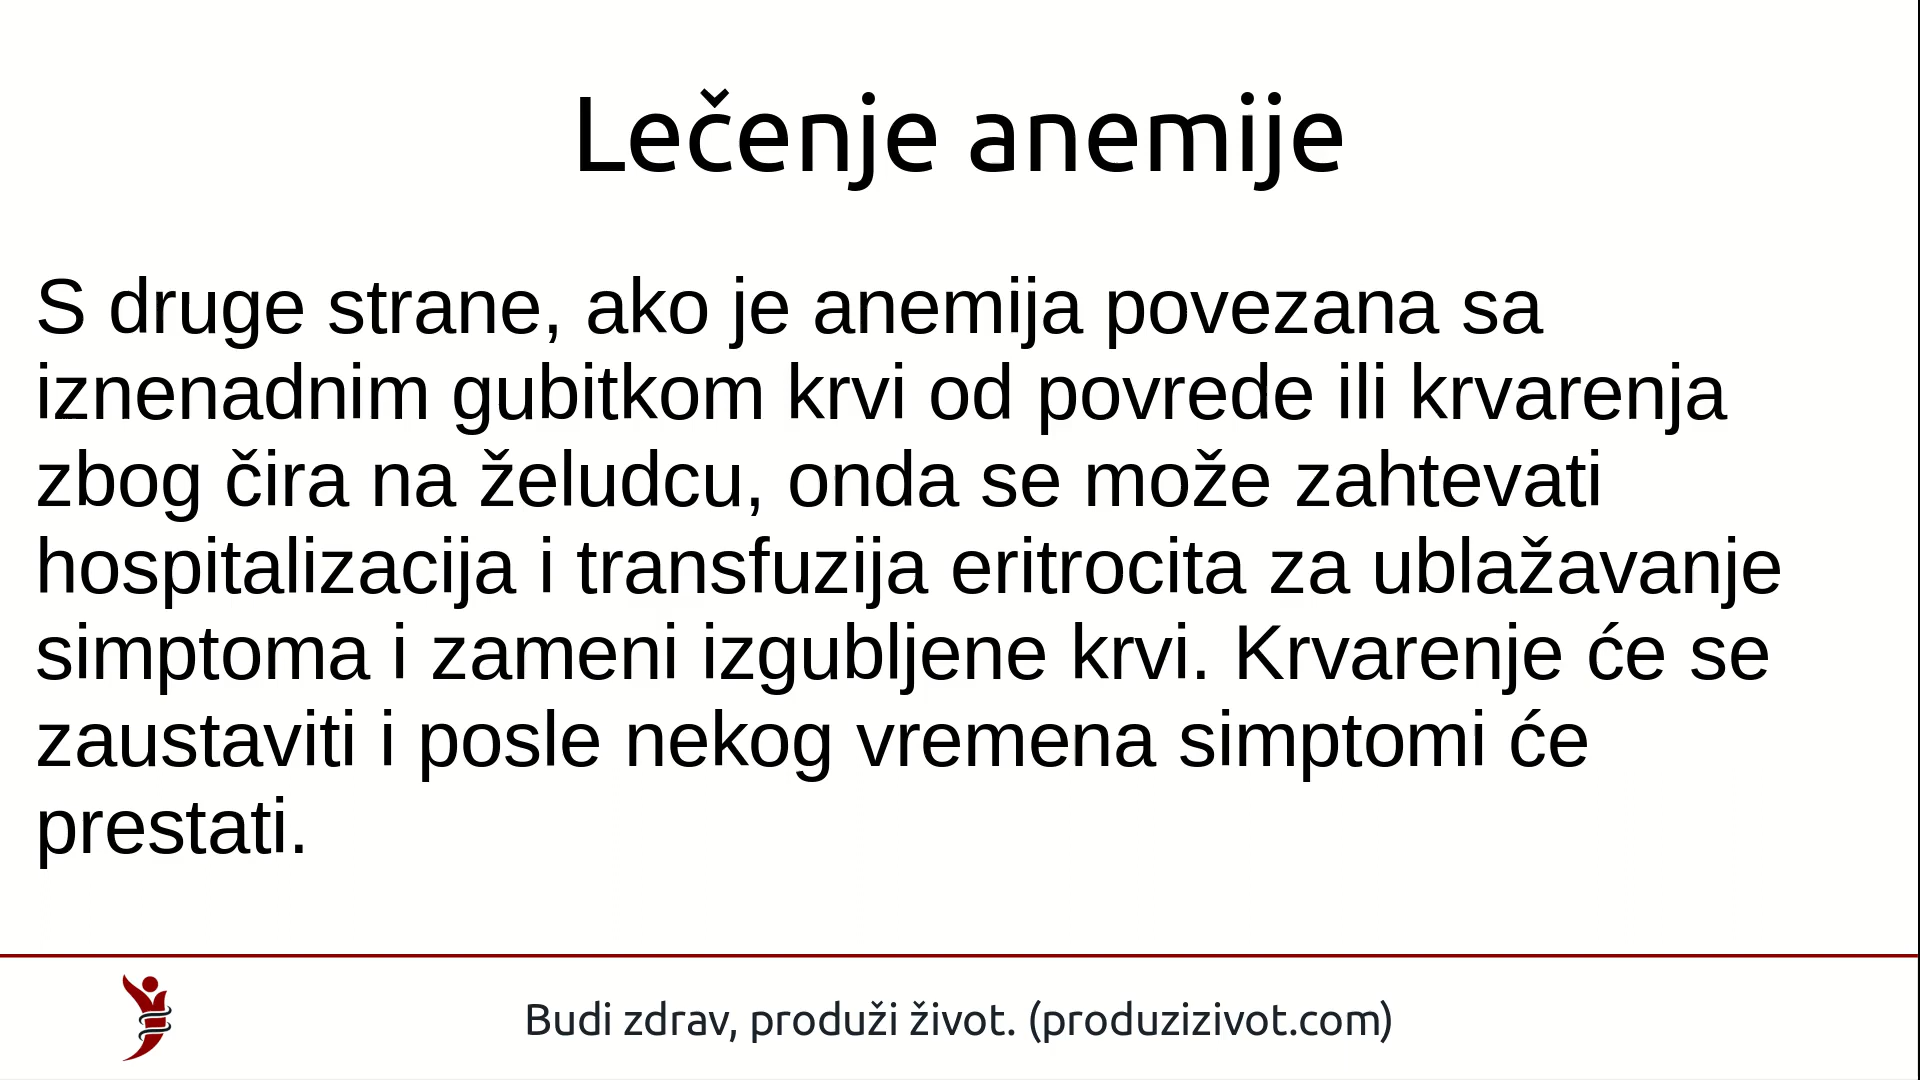 Lečenje anemije
S druge strane, ako je anemija povezana sa
iznenadnim gubitkom krvi od povrede ili krvarenja
zbog čira na želudcu, onda se može zahtevati
hospitalizacija i transfuzija eritrocita za ublažavanje
simptoma i zameni izgubljene krvi. Krvarenje će se
zaustaviti i posle nekog vremena simptomi će
prestati.
Budi zdrav, produži život. (produzizivot.com)